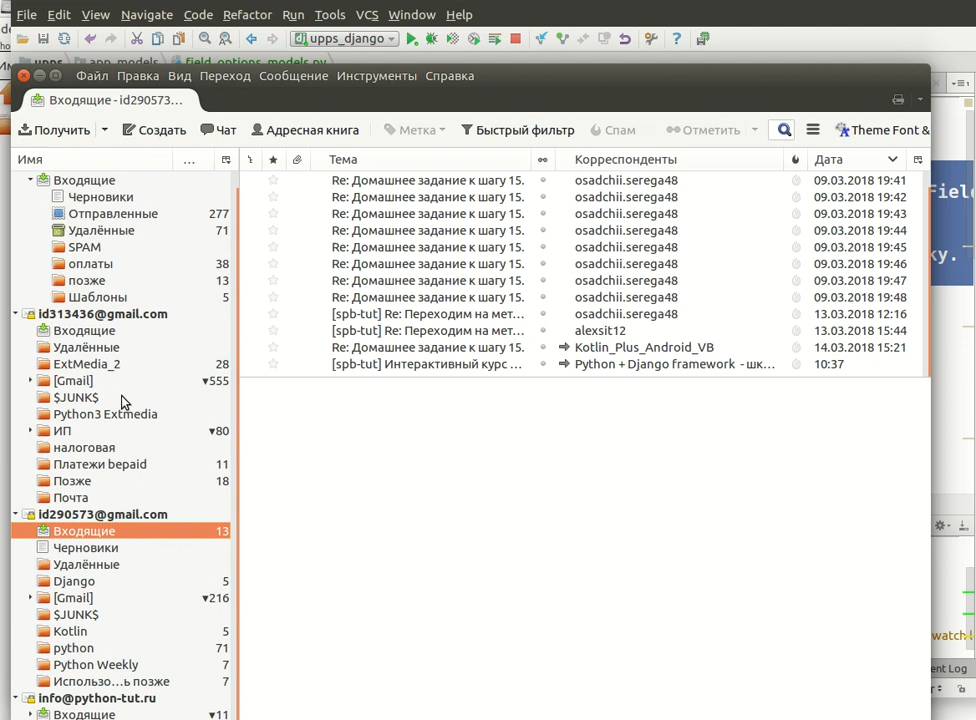 File Edit View Navigate Code Refactor Run Tools VCS Window Help
upps_django
upps app_models field_options_models.py
Файл Правка Вид Переход Сообщение Инструменты Справка
Входящие - id290573...
Получить Создать Чат Адресная книга Метка Быстрый фильтр Спам Отметить Theme Font &
Имя ... Тема Корреспонденты Дата
Входящие
Черновики
Отправленные 277
Удалённые 71
SPAM
оплаты 38
позже 13
Шаблоны 5
id313436@gmail.com
Входящие
Удалённые
ExtMedia_2 28
[Gmail] ▾555
$JUNK$
Python3 Extmedia
ИП ▾80
налоговая
Платежи bepaid 11
Позже 18
Почта
id290573@gmail.com
Входящие 13
Черновики
Удалённые
Django 5
[Gmail] ▾216
$JUNK$
Kotlin 5
python 71
Python Weekly 7
Использо...ь позже 7
info@python-tut.ru
Входящие ▾11
Re: Домашнее задание к шагу 15. osadchii.serega48 09.03.2018 19:41
Re: Домашнее задание к шагу 15. osadchii.serega48 09.03.2018 19:42
Re: Домашнее задание к шагу 15. osadchii.serega48 09.03.2018 19:43
Re: Домашнее задание к шагу 15. osadchii.serega48 09.03.2018 19:44
Re: Домашнее задание к шагу 15. osadchii.serega48 09.03.2018 19:45
Re: Домашнее задание к шагу 15. osadchii.serega48 09.03.2018 19:46
Re: Домашнее задание к шагу 15. osadchii.serega48 09.03.2018 19:47
Re: Домашнее задание к шагу 15. osadchii.serega48 09.03.2018 19:48
[spb-tut] Re: Переходим на мет... osadchii.serega48 13.03.2018 12:16
[spb-tut] Re: Переходим на мет... alexsit12 13.03.2018 15:44
Re: Домашнее задание к шагу 15. Kotlin_Plus_Android_VB 14.03.2018 15:21
[spb-tut] Интерактивный курс ... Python + Django framework - шк... 10:37
Fiel
ky.
watch
ent Log